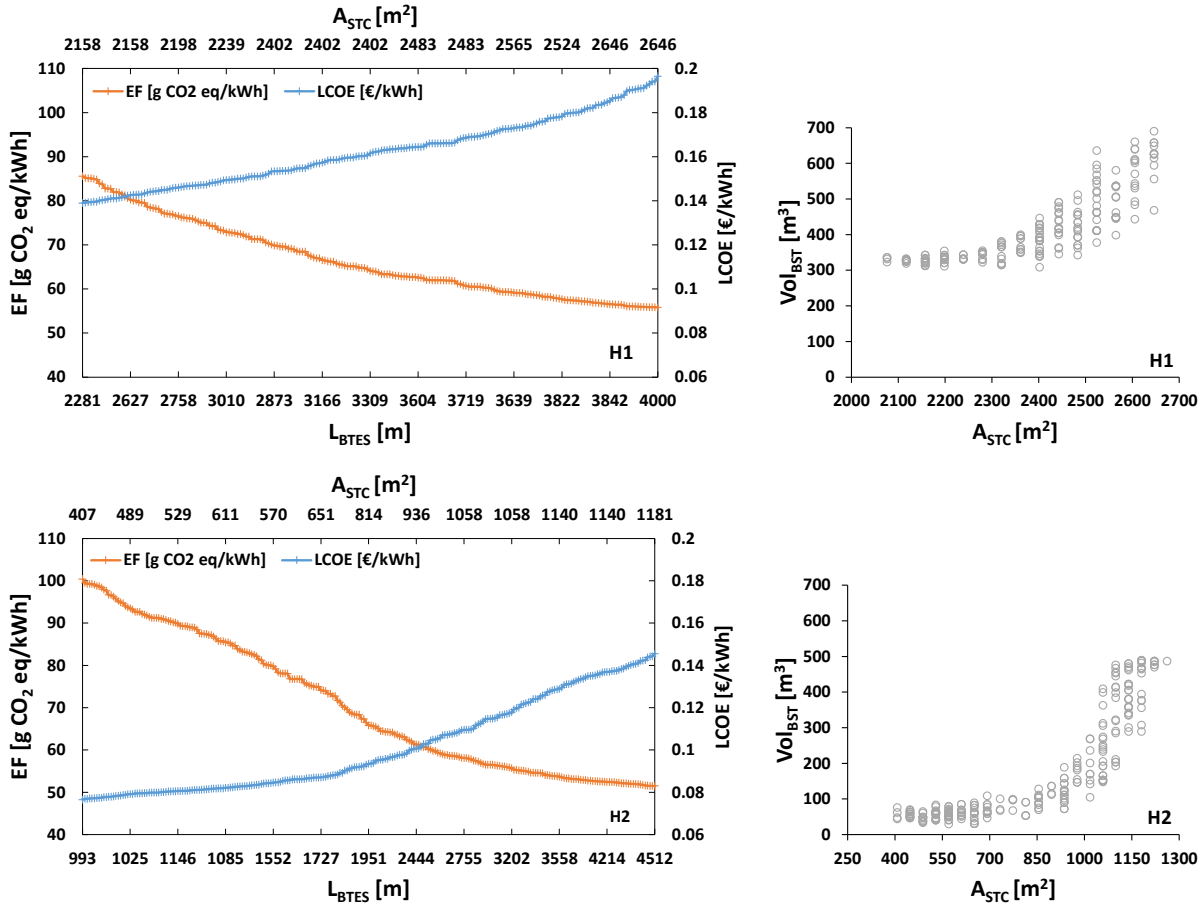 A_STC [m²]
2158 2158 2198 2239 2402 2402 2402 2483 2483 2565 2524 2646 2646
110 100 90 80 70 60 50 40
EF [g CO₂ eq/kWh]
EF [g CO2 eq/kWh] LCOE [€/kWh]
0.2 0.18 0.16 0.14 0.12 0.1 0.08 0.06
LCOE [€/kWh]
H1
2281 2627 2758 3010 2873 3166 3309 3604 3719 3639 3822 3842 4000
L_BTES [m]
700 600 500 400 300 200 100 0
Vol_BST [m³]
H1
2000 2100 2200 2300 2400 2500 2600 2700
A_STC [m²]
A_STC [m²]
407 489 529 611 570 651 814 936 1058 1058 1140 1140 1181
110 100 90 80 70 60 50 40
EF [g CO₂ eq/kWh]
EF [g CO2 eq/kWh] LCOE [€/kWh]
0.2 0.18 0.16 0.14 0.12 0.1 0.08 0.06
LCOE [€/kWh]
H2
993 1025 1146 1085 1552 1727 1951 2444 2755 3202 3558 4214 4512
L_BTES [m]
700 600 500 400 300 200 100 0
Vol_BST [m³]
H2
250 400 550 700 850 1000 1150 1300
A_STC [m²]